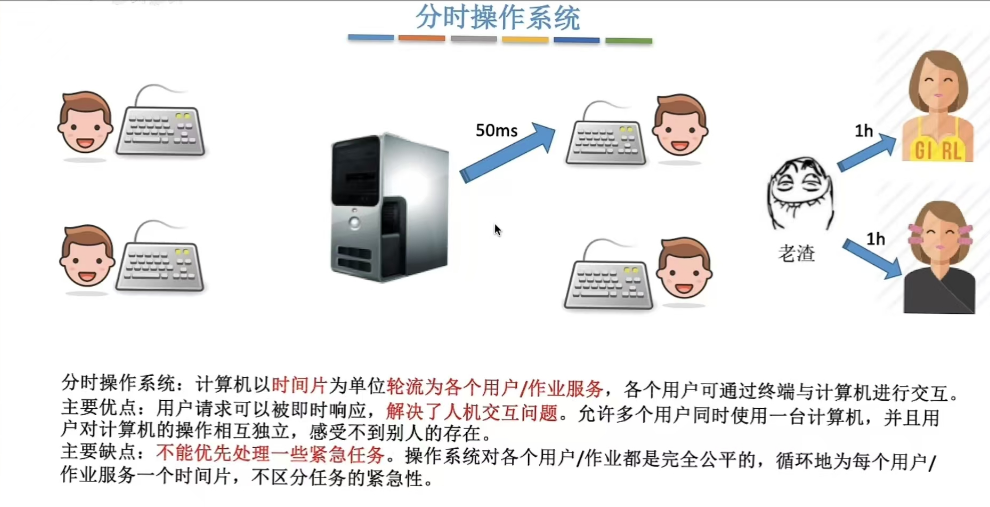 分时操作系统
50ms
1h
GIRL
老渣
1h
分时操作系统：计算机以时间片为单位轮流为各个用户/作业服务，各个用户可通过终端与计算机进行交互。
主要优点：用户请求可以被即时响应，解决了人机交互问题。允许多个用户同时使用一台计算机，并且用
户对计算机的操作相互独立，感受不到别人的存在。
主要缺点：不能优先处理一些紧急任务。操作系统对各个用户/作业都是完全公平的，循环地为每个用户/
作业服务一个时间片，不区分任务的紧急性。